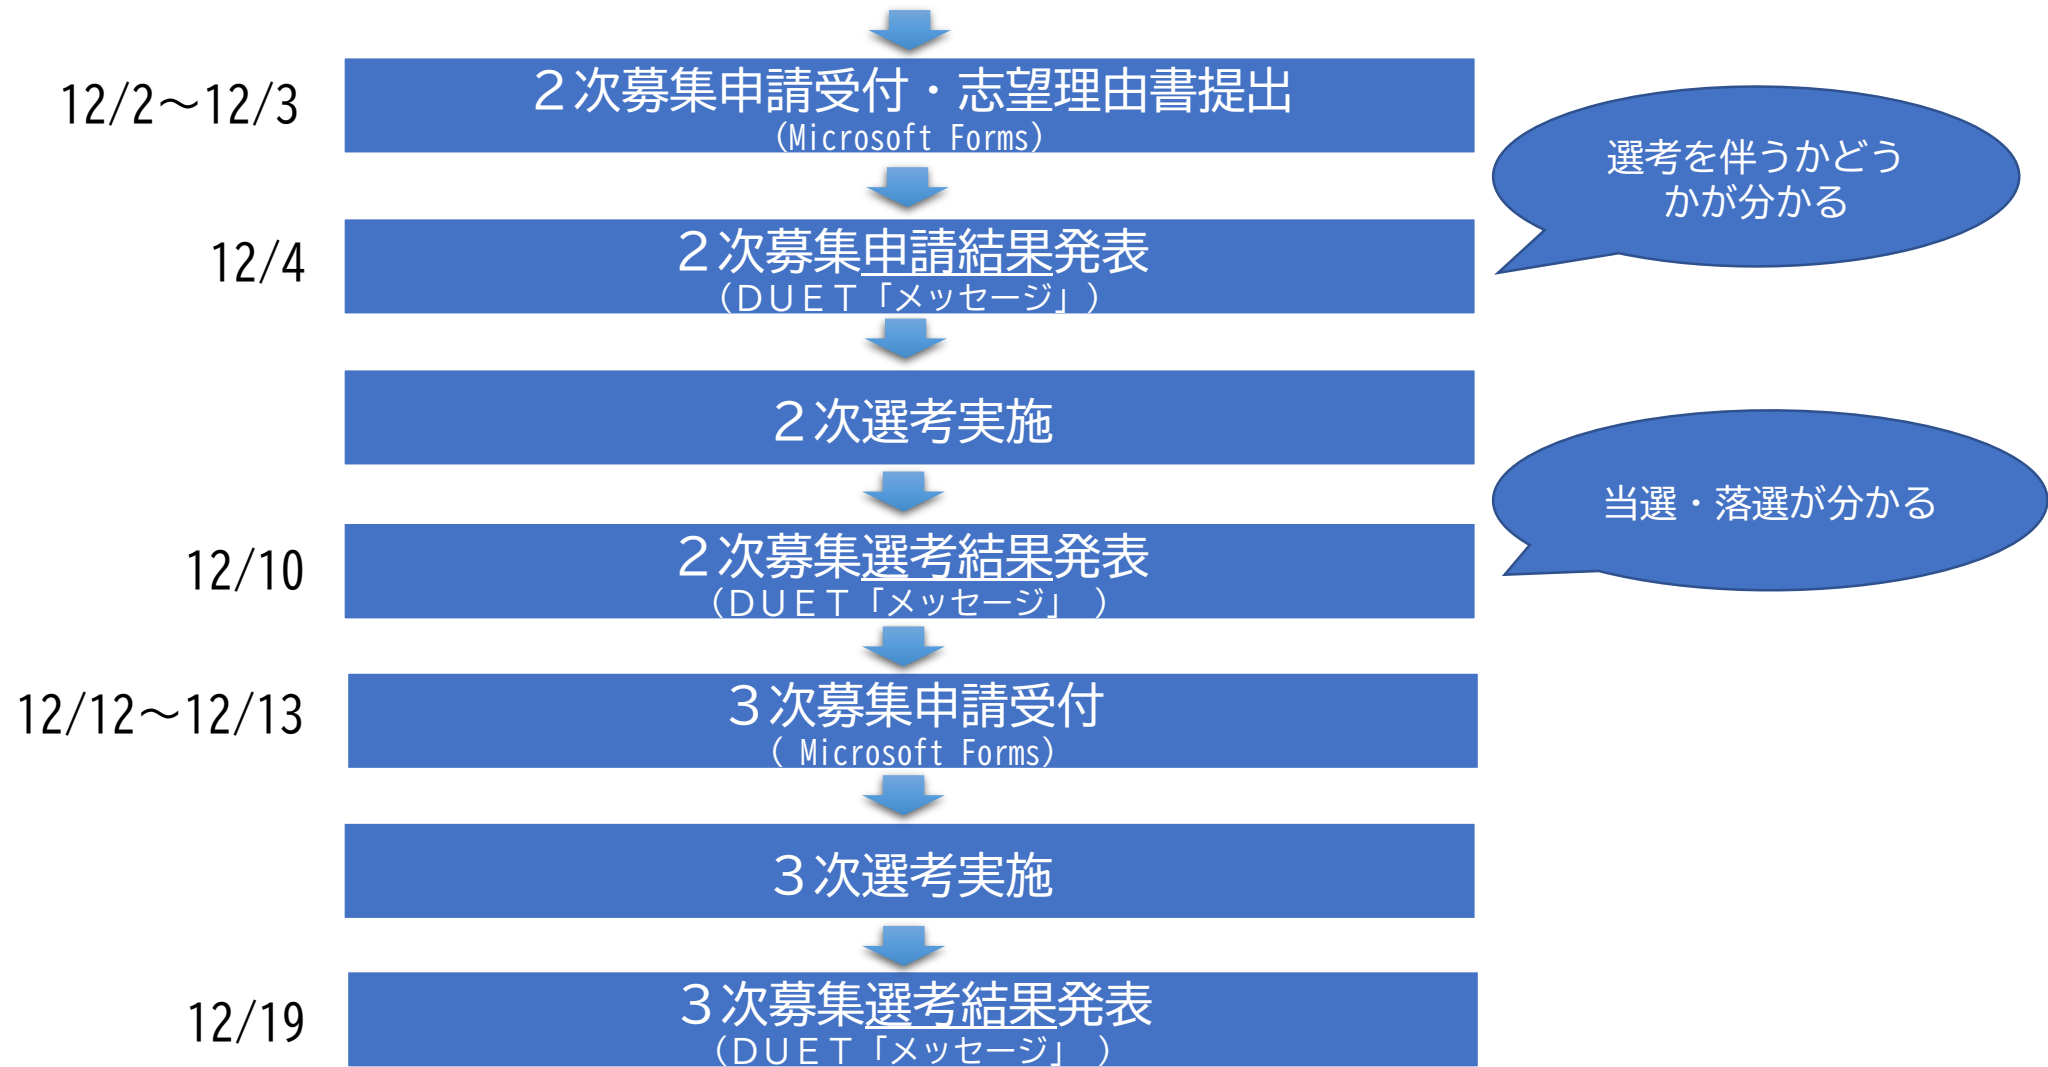 12/2～12/3
２次募集申請受付・志望理由書提出
(Microsoft Forms)
選考を伴うかどう
かが分かる
12/4
２次募集申請結果発表
（ＤＵＥＴ「メッセージ」）
２次選考実施
当選・落選が分かる
12/10
２次募集選考結果発表
（ＤＵＥＴ「メッセージ」 ）
12/12～12/13
３次募集申請受付
( Microsoft Forms)
３次選考実施
12/19
３次募集選考結果発表
（ＤＵＥＴ「メッセージ」 ）